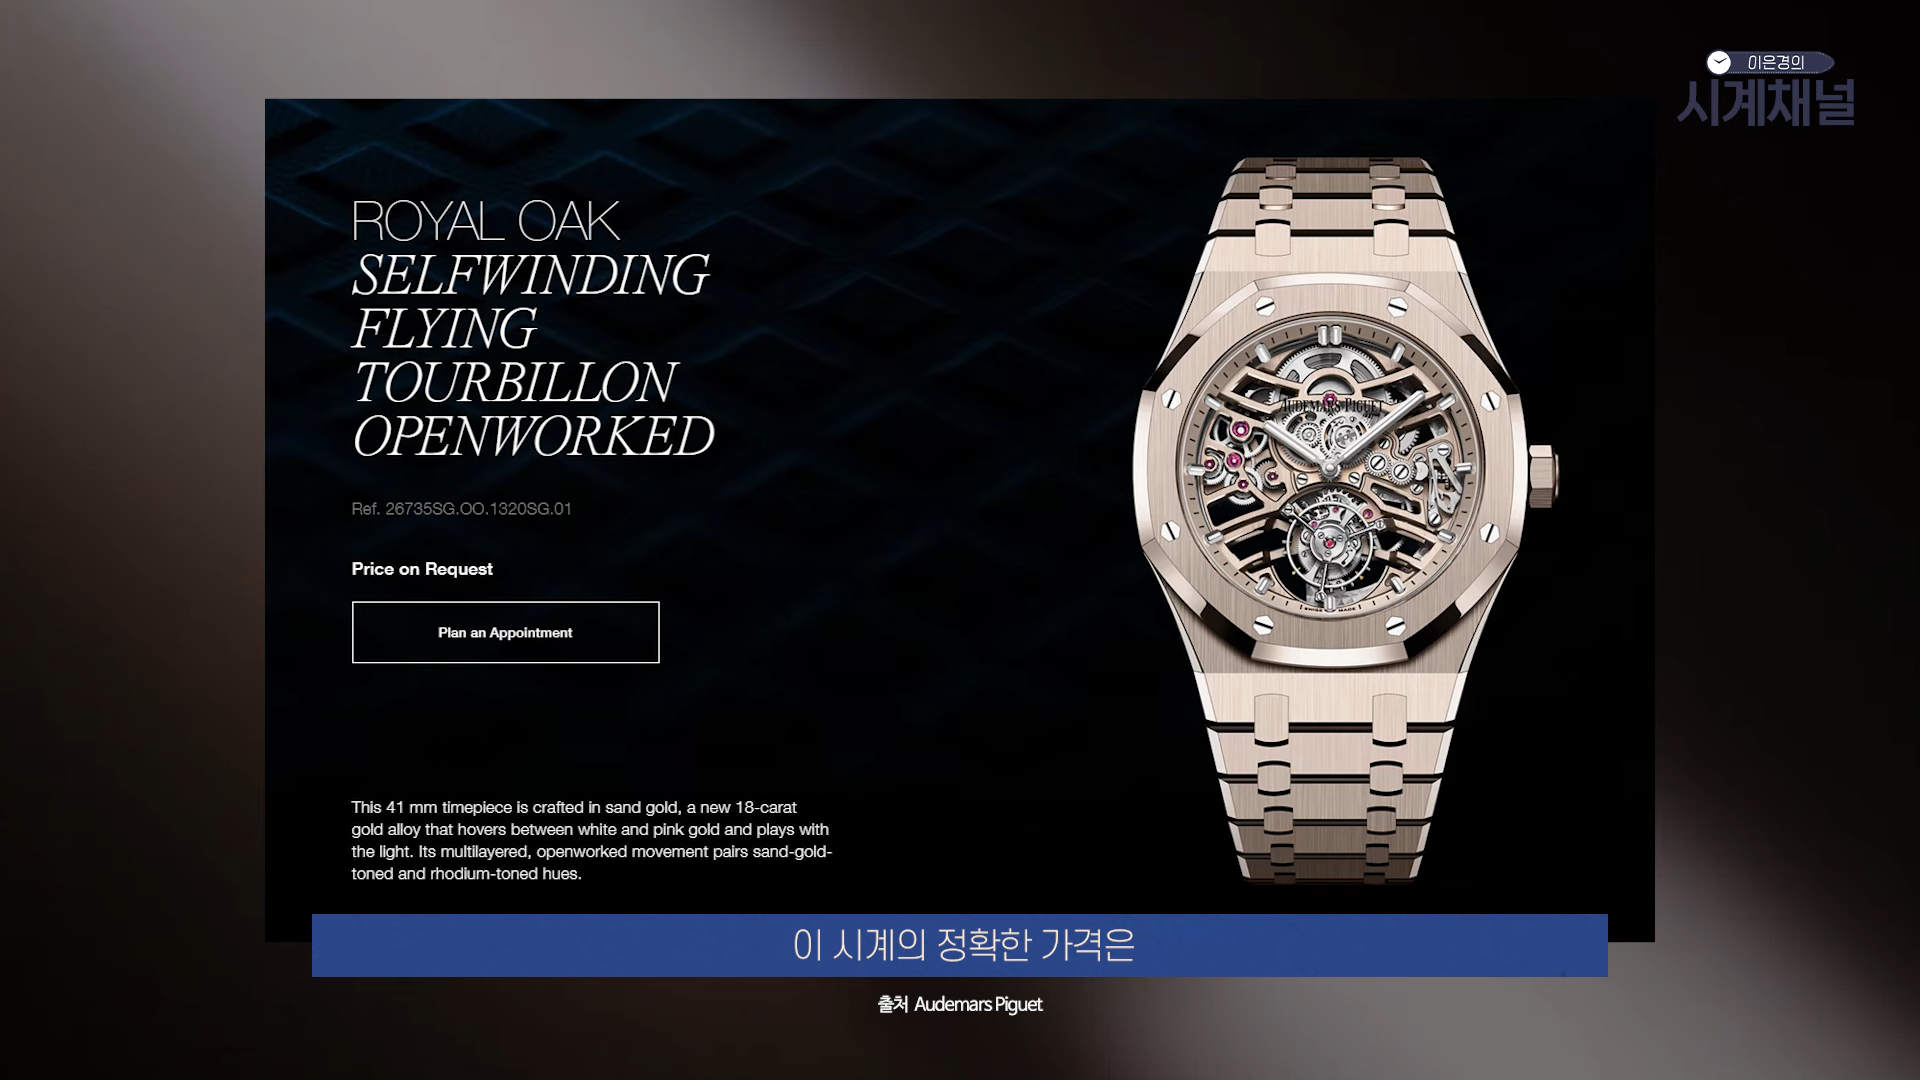 이은경의
시계채널
ROYAL OAK
SELFWINDING
FLYING
TOURBILLON
OPENWORKED
Ref. 26735SG.OO.1320SG.01
Price on Request
Plan an Appointment
This 41 mm timepiece is crafted in sand gold, a new 18-carat
gold alloy that hovers between white and pink gold and plays with
the light. Its multilayered, openworked movement pairs sand-gold-
toned and rhodium-toned hues.
AUDEMARS PIGUET
SWISS MADE
이 시계의 정확한 가격은
출처 Audemars Piguet